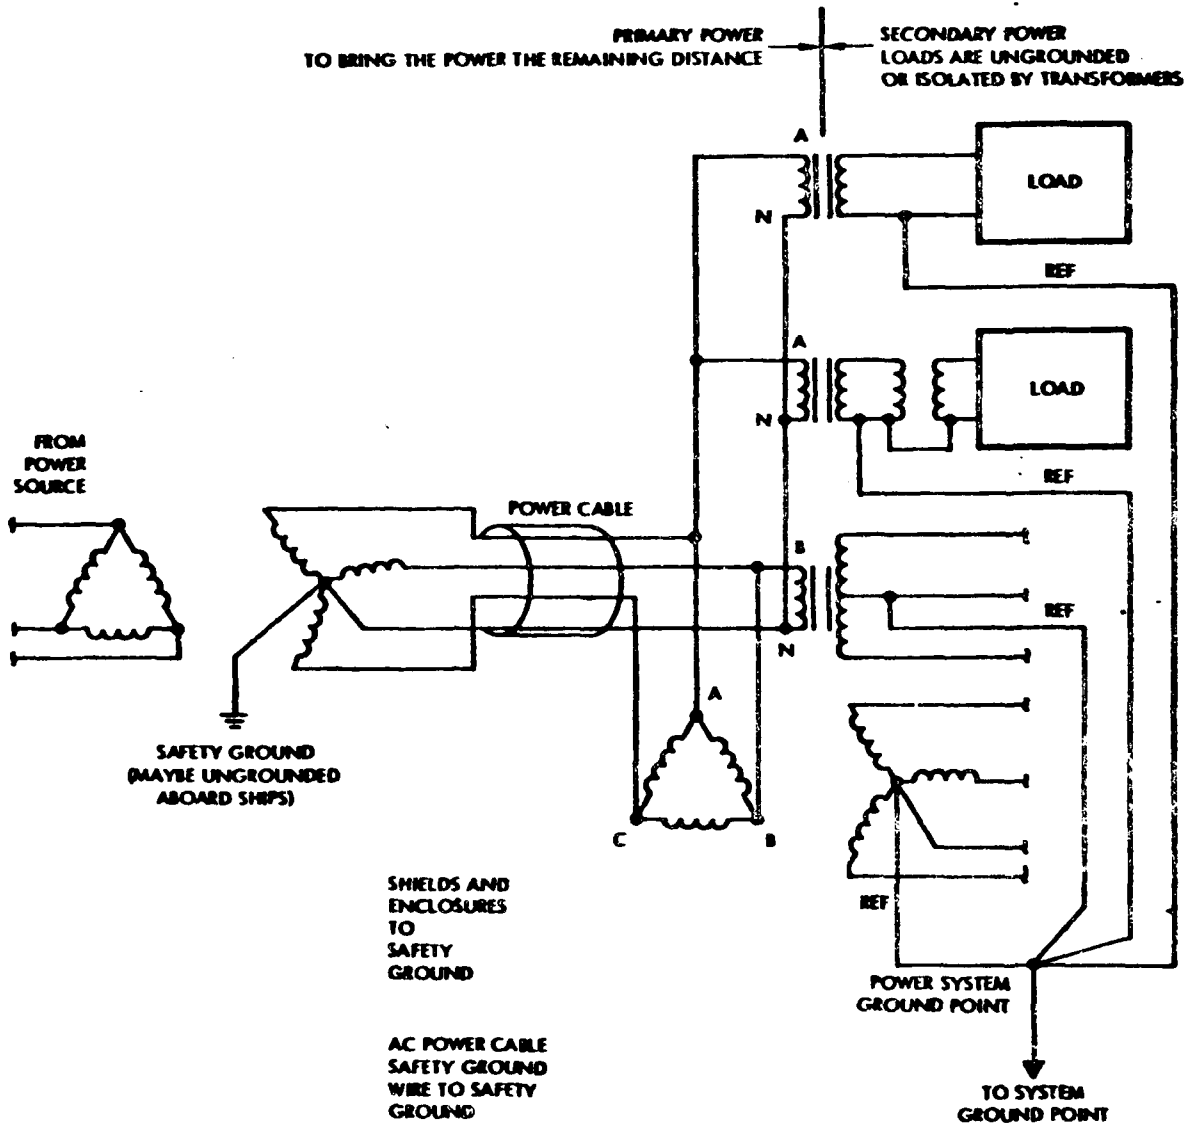 PRIMARY POWER
TO BRING THE POWER THE REMAINING DISTANCE
SECONDARY POWER
LOADS ARE UNGROUNDED
OR ISOLATED BY TRANSFORMERS
A
LOAD
N
REF
A
LOAD
N
REF
FROM
POWER
SOURCE
POWER CABLE
B
REF
N
A
SAFETY GROUND
(MAYBE UNGROUNDED
ABOARD SHIPS)
C
B
SHIELDS AND
ENCLOSURES
TO
SAFETY
GROUND
REF
POWER SYSTEM
GROUND POINT
AC POWER CABLE
SAFETY GROUND
WIRE TO SAFETY
GROUND
TO SYSTEM
GROUND POINT